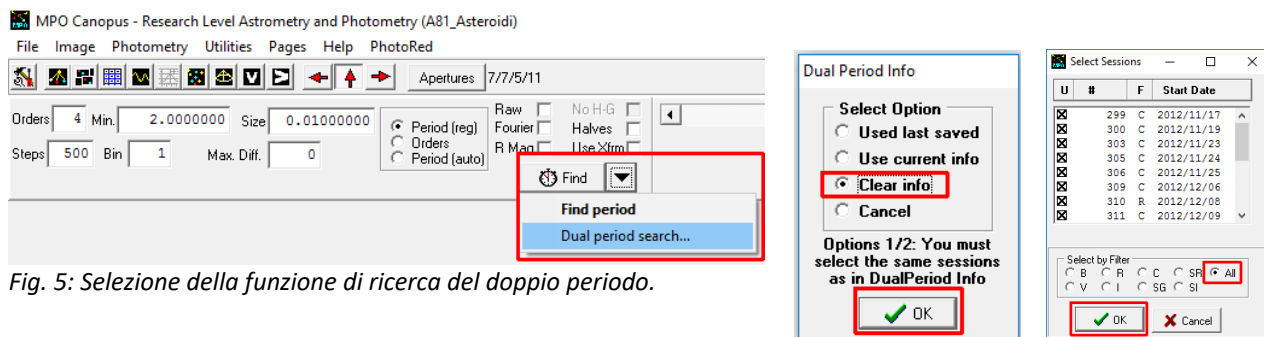 MPO Canopus - Research Level Astrometry and Photometry (A81_Asteroidi)
File Image Photometry Utilities Pages Help PhotoRed
Apertures 7/7/5/11
Orders 4 Min. 2.0000000 Size 0.01000000
Steps 500 Bin 1 Max. Diff. 0
Period (reg)
Orders
Period (auto)
Raw No H-G
Fourier Halves
R Mag Use Xfrm
Find
Find period
Dual period search...
Fig. 5: Selezione della funzione di ricerca del doppio periodo.
Dual Period Info
Select Option
Used last saved
Use current info
Clear info
Cancel
Options 1/2: You must
select the same sessions
as in DualPeriod Info
OK
Select Sessions
U # F Start Date
299 C 2012/11/17
300 C 2012/11/19
303 C 2012/11/23
305 C 2012/11/24
306 C 2012/11/25
309 C 2012/12/06
310 R 2012/12/08
311 C 2012/12/09
Select by Filter
B R C SR All
V I SG SI
OK Cancel